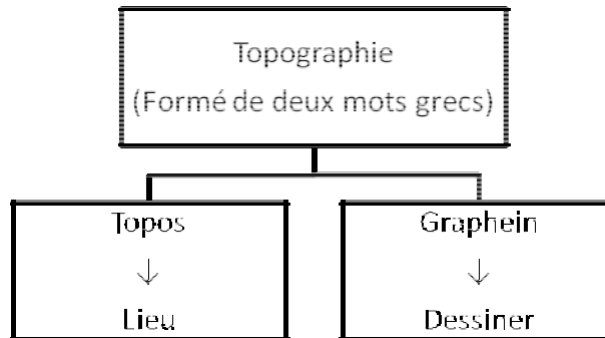 Topographie
(Formé de deux mots grecs)
Topos
↓
Lieu
Graphein
↓
Dessiner